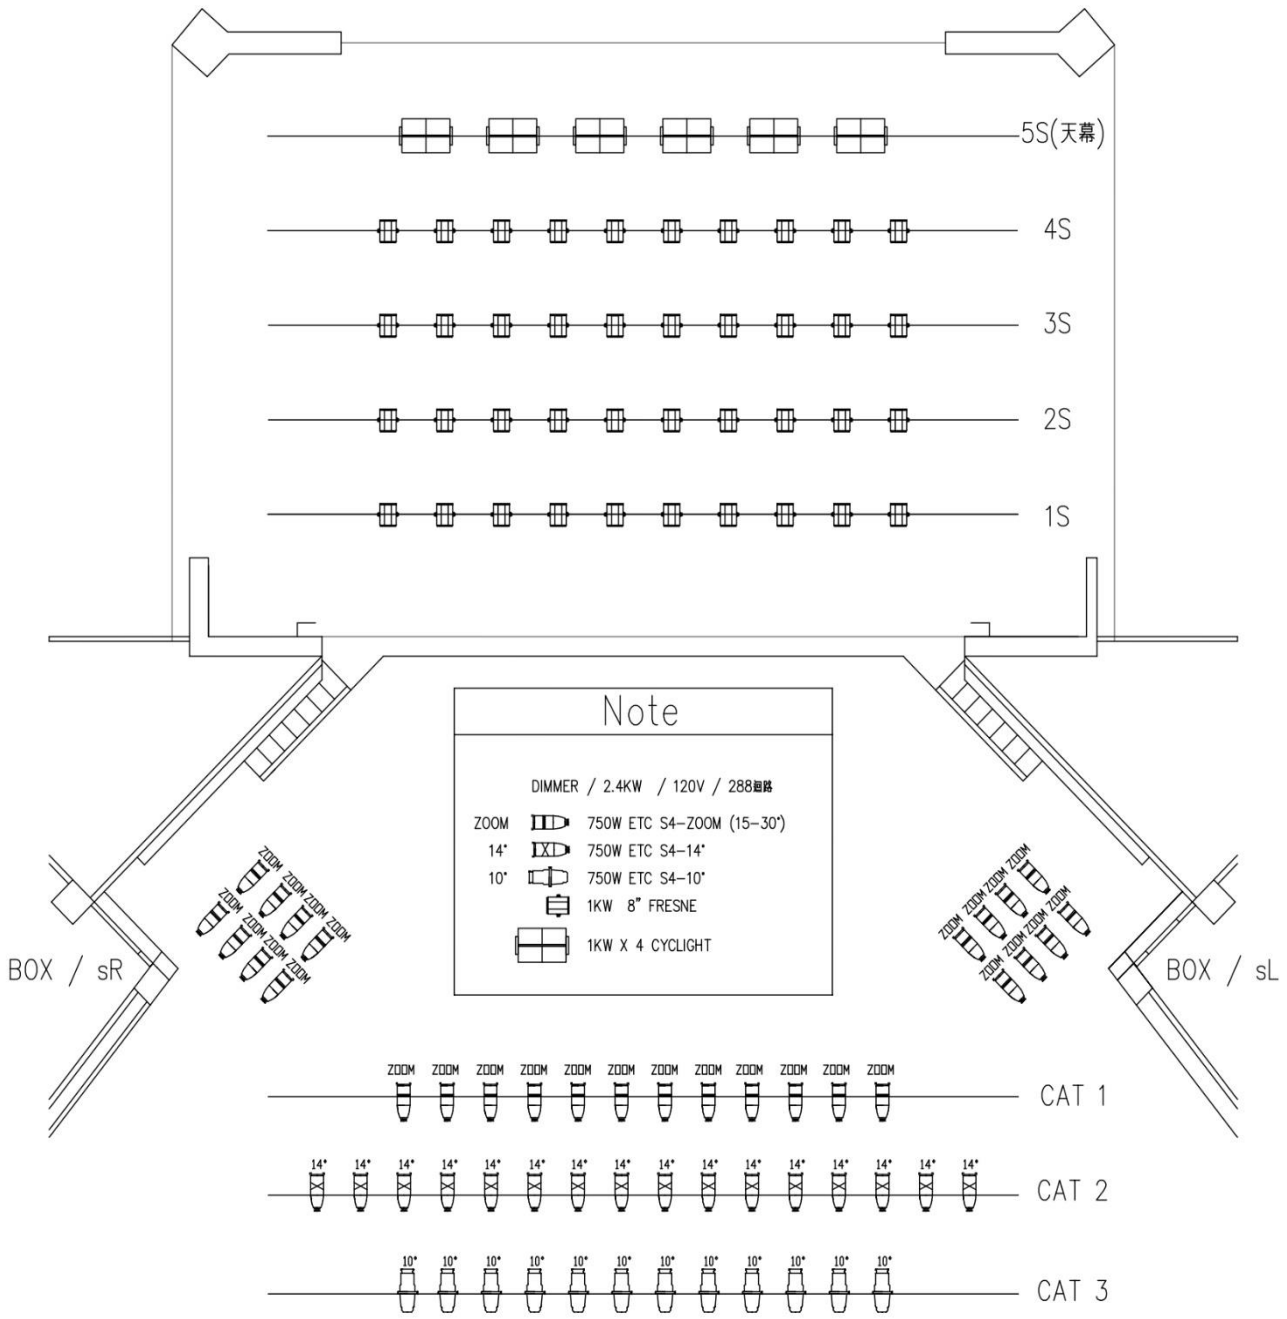 5S(天幕)
4S
3S
2S
1S
Note
DIMMER / 2.4KW / 120V / 288迴路
ZOOM 750W ETC S4-ZOOM (15-30°)
14° 750W ETC S4-14°
10° 750W ETC S4-10°
1KW 8" FRESNE
1KW X 4 CYCLIGHT
ZOOM ZOOM ZOOM ZOOM
ZOOM ZOOM ZOOM ZOOM
BOX / sR
ZOOM ZOOM ZOOM ZOOM
ZOOM ZOOM ZOOM ZOOM
BOX / sL
ZOOM ZOOM ZOOM ZOOM ZOOM ZOOM ZOOM ZOOM ZOOM ZOOM ZOOM ZOOM
CAT 1
14° 14° 14° 14° 14° 14° 14° 14° 14° 14° 14° 14° 14° 14° 14° 14°
CAT 2
10° 10° 10° 10° 10° 10° 10° 10° 10° 10° 10° 10°
CAT 3